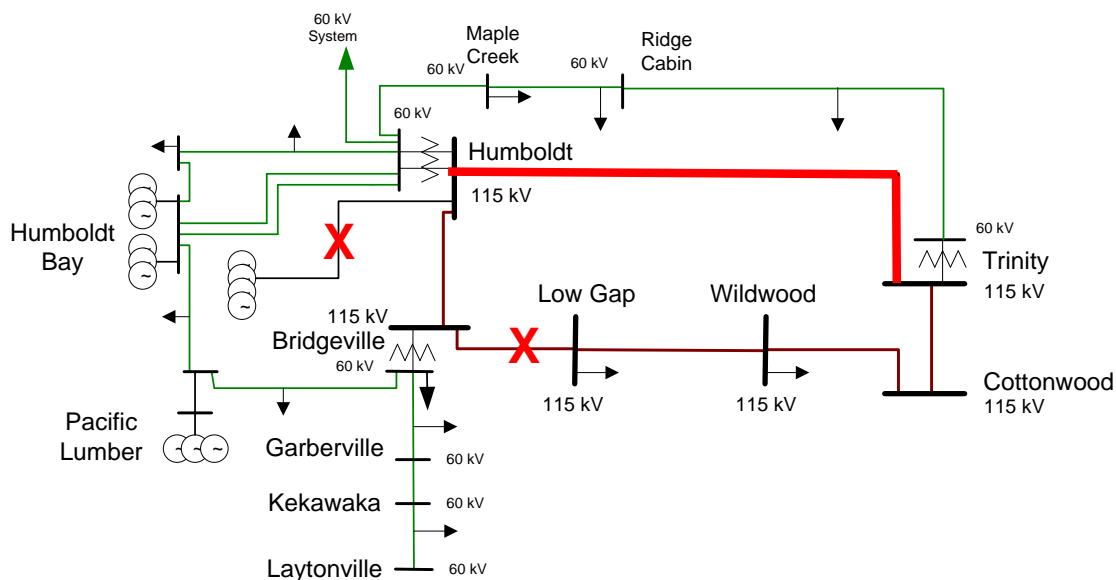 60 kV
System
Maple
Creek
60 kV
Ridge
Cabin
60 kV
60 kV
Humboldt
115 kV
Humboldt
Bay
~
~
~
X
60 kV
Trinity
115 kV
Low Gap
Wildwood
115 kV
Bridgeville
60 kV
X
115 kV
115 kV
Cottonwood
115 kV
Pacific
Lumber
~ ~ ~
Garberville
60 kV
Kekawaka
60 kV
Laytonville
60 kV